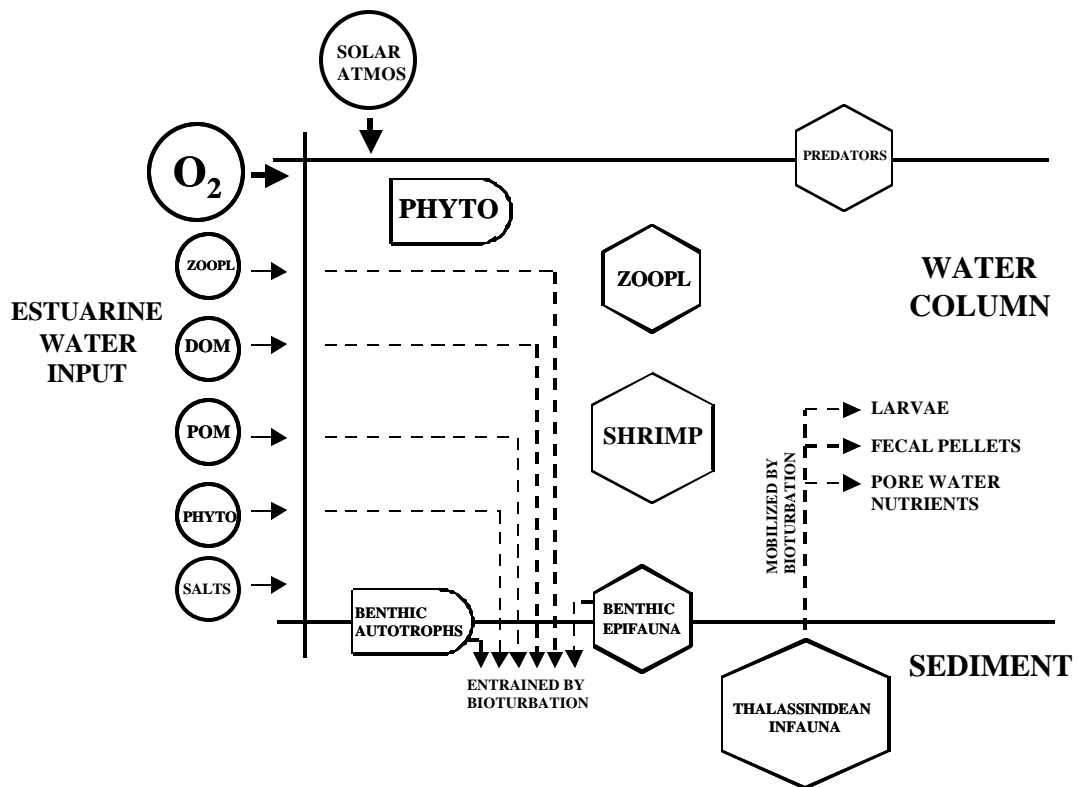 SOLAR
ATMOS
O₂
PREDATORS
PHYTO
ZOOPL
ZOOPL
WATER
COLUMN
ESTUARINE
WATER
INPUT
DOM
POM
SHRIMP
LARVAE
FECAL PELLETS
PORE WATER
NUTRIENTS
MOBILIZED BY
BIOTURBATION
PHYTO
SALTS
BENTHIC
AUTOTROPHS
BENTHIC
EPIFAUNA
SEDIMENT
ENTRAINED BY
BIOTURBATION
THALASSINIDEAN
INFAUNA